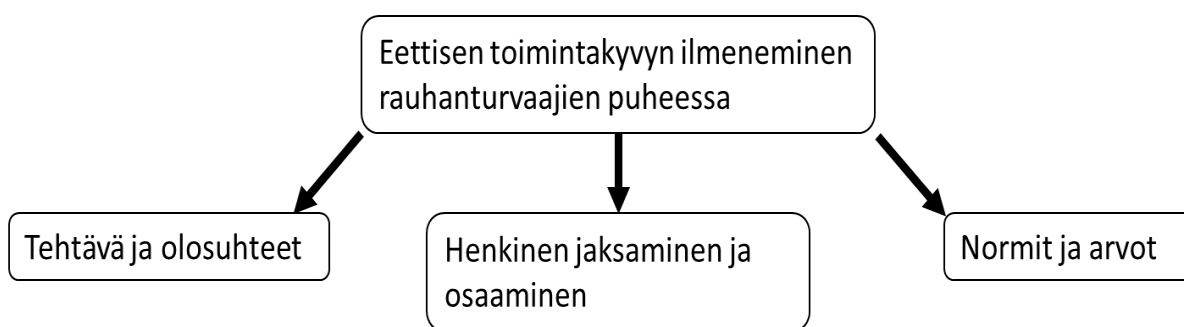 Eettisen toimintakyvyn ilmeneminen
rauhanturvaajien puheessa
Tehtävä ja olosuhteet
Henkinen jaksaminen ja
osaaminen
Normit ja arvot